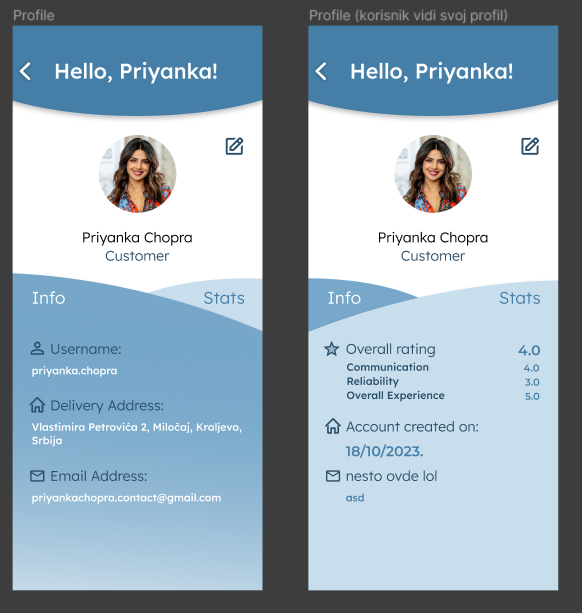 Profile
Hello, Priyanka!
Priyanka Chopra
Customer
Info
Stats
Username:
priyanka.chopra
Delivery Address:
Vlastimira Petrovića 2, Miločaj, Kraljevo,
Srbija
Email Address:
priyankachopra.contact@gmail.com
Profile (korisnik vidi svoj profil)
Hello, Priyanka!
Priyanka Chopra
Customer
Info
Stats
Overall rating 4.0
Communication 4.0
Reliability 3.0
Overall Experience 5.0
Account created on:
18/10/2023.
nesto ovde lol
asd